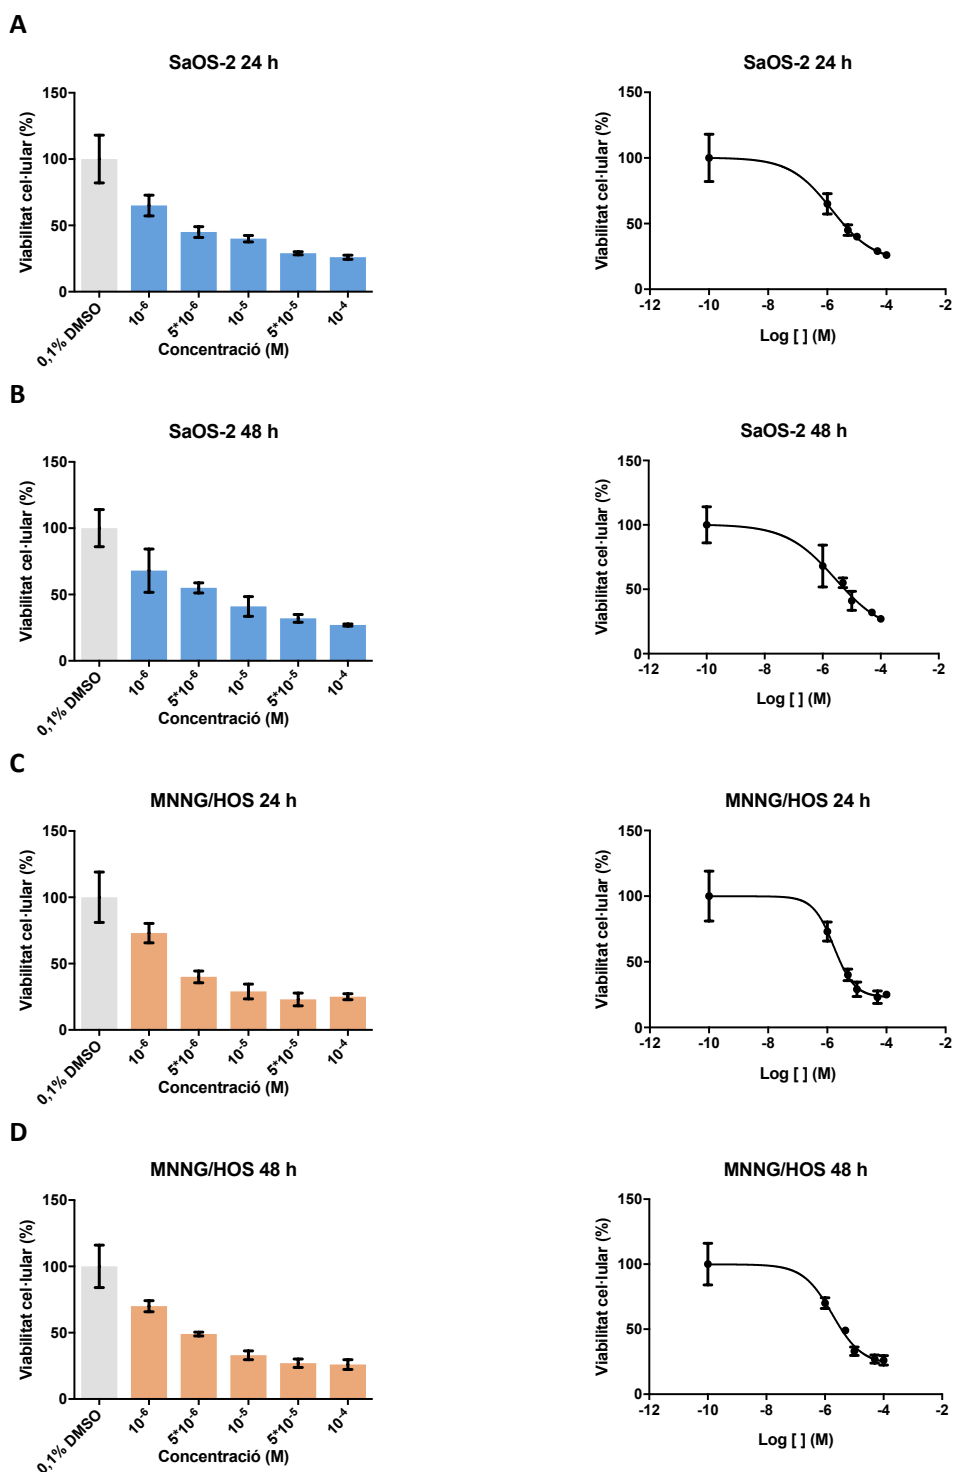 A
SaOS-2 24 h
Viabilitat cel·lular (%)
150
100
50
0
0,1% DMSO
10-6
5*10-6
10-5
5*10-5
10-4
Concentració (M)
SaOS-2 24 h
Viabilitat cel·lular (%)
150
100
50
0
-12
-10
-8
-6
-4
-2
Log [ ] (M)
B
SaOS-2 48 h
Viabilitat cel·lular (%)
150
100
50
0
0,1% DMSO
10-6
5*10-6
10-5
5*10-5
10-4
Concentració (M)
SaOS-2 48 h
Viabilitat cel·lular (%)
150
100
50
0
-12
-10
-8
-6
-4
-2
Log [ ] (M)
C
MNNG/HOS 24 h
Viabilitat cel·lular (%)
150
100
50
0
0,1% DMSO
10-6
5*10-6
10-5
5*10-5
10-4
Concentració (M)
MNNG/HOS 24 h
Viabilitat cel·lular (%)
150
100
50
0
-12
-10
-8
-6
-4
-2
Log [ ] (M)
D
MNNG/HOS 48 h
Viabilitat cel·lular (%)
150
100
50
0
0,1% DMSO
10-6
5*10-6
10-5
5*10-5
10-4
Concentració (M)
MNNG/HOS 48 h
Viabilitat cel·lular (%)
150
100
50
0
-12
-10
-8
-6
-4
-2
Log [ ] (M)